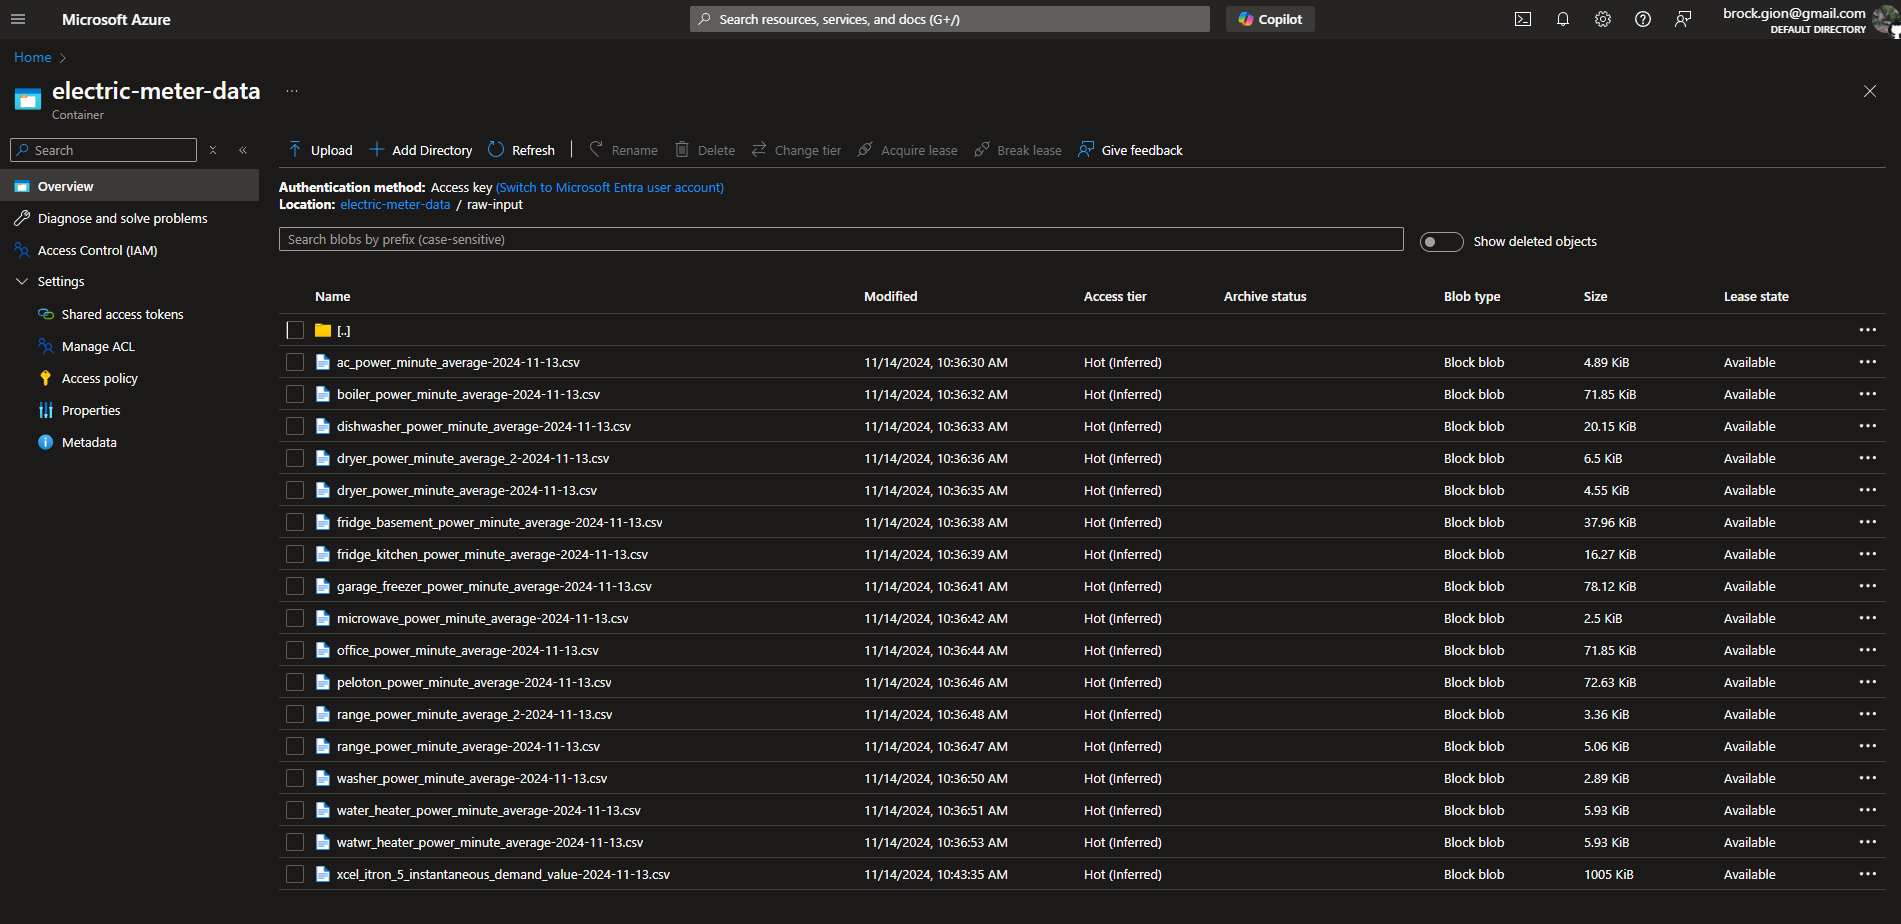 Microsoft Azure
Search resources, services, and docs (G+/)
Copilot
brock.gion@gmail.com
DEFAULT DIRECTORY
Home
electric-meter-data
Container
Search
Overview
Diagnose and solve problems
Access Control (IAM)
Settings
Shared access tokens
Manage ACL
Access policy
Properties
Metadata
Upload Add Directory Refresh Rename Delete Change tier Acquire lease Break lease Give feedback
Authentication method: Access key (Switch to Microsoft Entra user account)
Location: electric-meter-data / raw-input
Search blobs by prefix (case-sensitive)
Show deleted objects
Name Modified Access tier Archive status Blob type Size Lease state
[..]
ac_power_minute_average-2024-11-13.csv 11/14/2024, 10:36:30 AM Hot (Inferred) Block blob 4.89 KiB Available
boiler_power_minute_average-2024-11-13.csv 11/14/2024, 10:36:32 AM Hot (Inferred) Block blob 71.85 KiB Available
dishwasher_power_minute_average-2024-11-13.csv 11/14/2024, 10:36:33 AM Hot (Inferred) Block blob 20.15 KiB Available
dryer_power_minute_average_2-2024-11-13.csv 11/14/2024, 10:36:36 AM Hot (Inferred) Block blob 6.5 KiB Available
dryer_power_minute_average-2024-11-13.csv 11/14/2024, 10:36:35 AM Hot (Inferred) Block blob 4.55 KiB Available
fridge_basement_power_minute_average-2024-11-13.csv 11/14/2024, 10:36:38 AM Hot (Inferred) Block blob 37.96 KiB Available
fridge_kitchen_power_minute_average-2024-11-13.csv 11/14/2024, 10:36:39 AM Hot (Inferred) Block blob 16.27 KiB Available
garage_freezer_power_minute_average-2024-11-13.csv 11/14/2024, 10:36:41 AM Hot (Inferred) Block blob 78.12 KiB Available
microwave_power_minute_average-2024-11-13.csv 11/14/2024, 10:36:42 AM Hot (Inferred) Block blob 2.5 KiB Available
office_power_minute_average-2024-11-13.csv 11/14/2024, 10:36:44 AM Hot (Inferred) Block blob 71.85 KiB Available
peloton_power_minute_average-2024-11-13.csv 11/14/2024, 10:36:46 AM Hot (Inferred) Block blob 72.63 KiB Available
range_power_minute_average_2-2024-11-13.csv 11/14/2024, 10:36:48 AM Hot (Inferred) Block blob 3.36 KiB Available
range_power_minute_average-2024-11-13.csv 11/14/2024, 10:36:47 AM Hot (Inferred) Block blob 5.06 KiB Available
washer_power_minute_average-2024-11-13.csv 11/14/2024, 10:36:50 AM Hot (Inferred) Block blob 2.89 KiB Available
water_heater_power_minute_average-2024-11-13.csv 11/14/2024, 10:36:51 AM Hot (Inferred) Block blob 5.93 KiB Available
watwr_heater_power_minute_average-2024-11-13.csv 11/14/2024, 10:36:53 AM Hot (Inferred) Block blob 5.93 KiB Available
xcel_itron_5_instantaneous_demand_value-2024-11-13.csv 11/14/2024, 10:43:35 AM Hot (Inferred) Block blob 1005 KiB Available